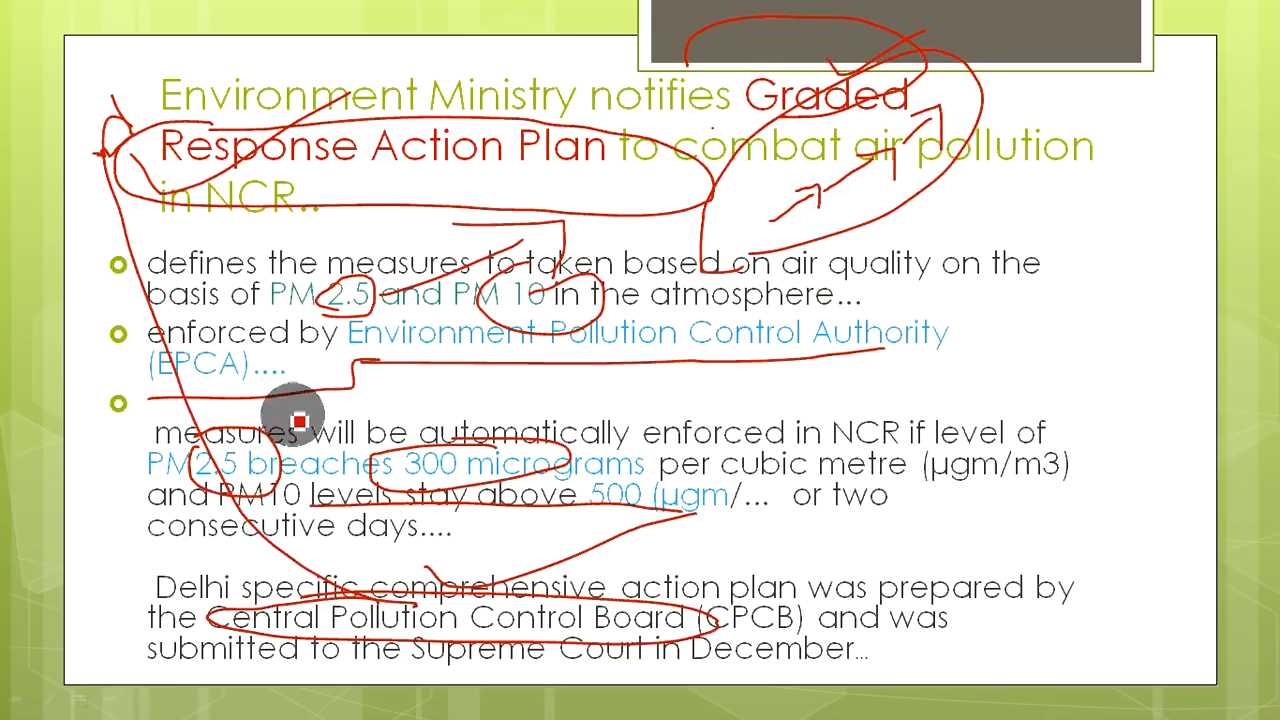 Environment Ministry notifies Graded
Response Action Plan to combat air pollution
in NCR..
defines the measures to taken based on air quality on the
basis of PM 2.5 and PM 10 in the atmosphere...
enforced by Environment Pollution Control Authority
(EPCA)....
measures will be automatically enforced in NCR if level of
PM2.5 breaches 300 micrograms per cubic metre (µgm/m3)
and PM10 levels stay above 500 (µgm/... or two
consecutive days....
Delhi specific comprehensive action plan was prepared by
the Central Pollution Control Board (CPCB) and was
submitted to the Supreme Court in December...